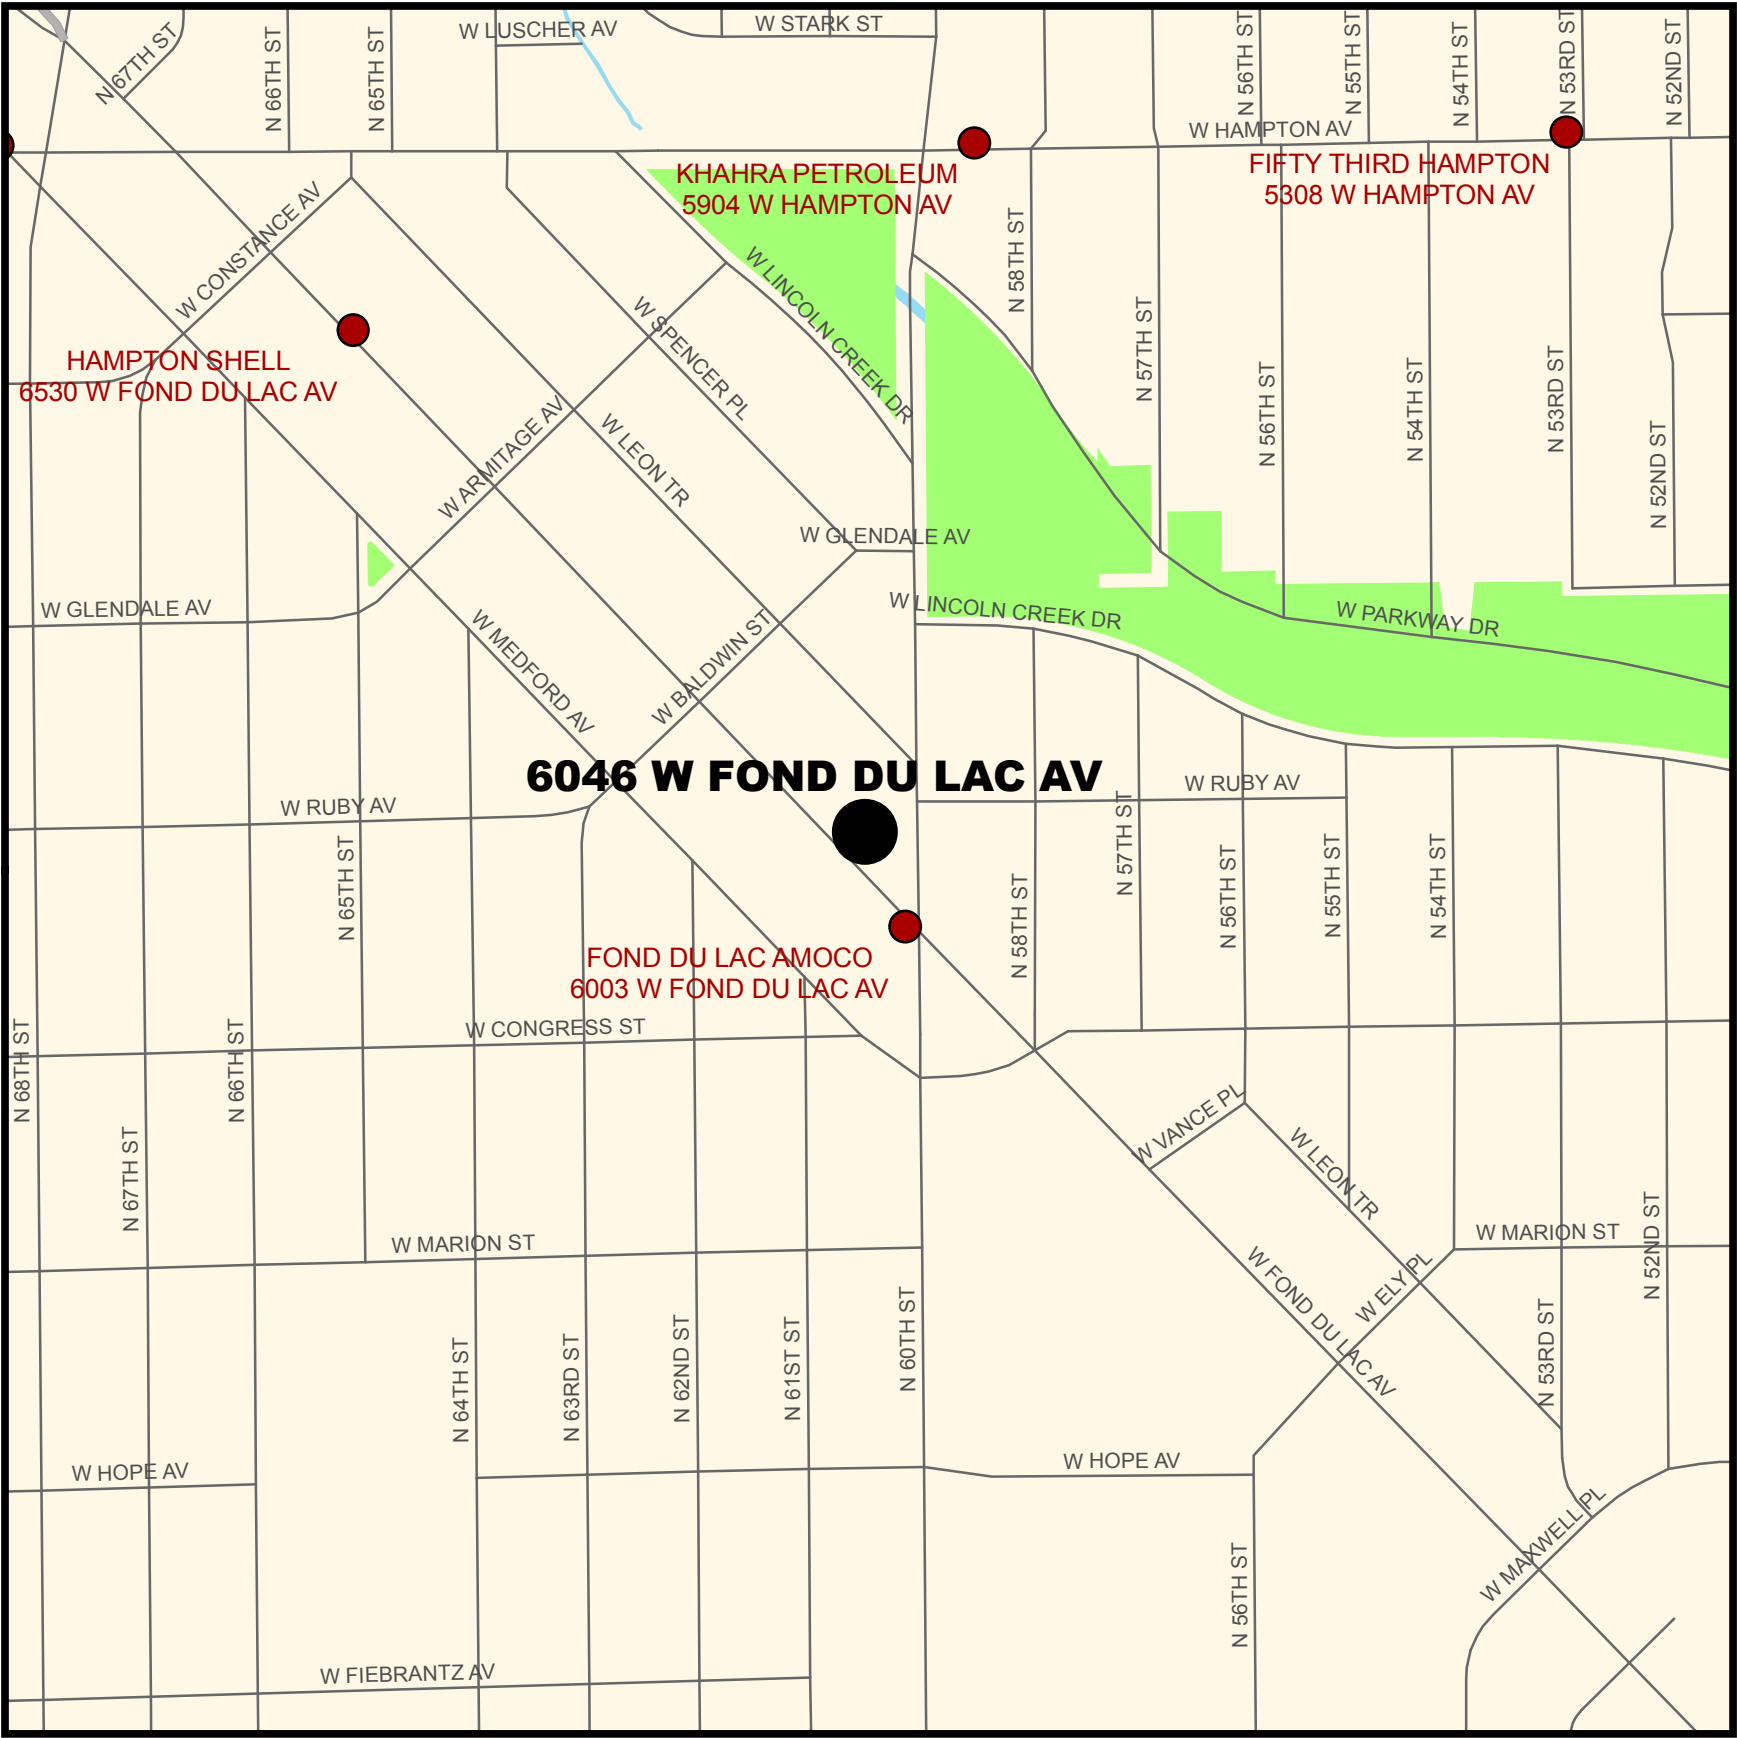 W LUSCHER AV
W STARK ST
N 67TH ST
N 66TH ST
N 65TH ST
N 56TH ST
N 55TH ST
N 54TH ST
N 53RD ST
N 52ND ST
W HAMPTON AV
KHAHRA PETROLEUM
5904 W HAMPTON AV
FIFTY THIRD HAMPTON
5308 W HAMPTON AV
W CONSTANCE AV
W LINCOLN CREEK DR
N 58TH ST
W SPENCER PL
N 57TH ST
HAMPTON SHELL
6530 W FOND DU LAC AV
N 56TH ST
N 54TH ST
N 53RD ST
W ARMITAGE AV
W LEON TR
N 52ND ST
W GLENDALE AV
W GLENDALE AV
W LINCOLN CREEK DR
W PARKWAY DR
W MEDFORD AV
W BALDWIN ST
6046 W FOND DU LAC AV
W RUBY AV
W RUBY AV
N 65TH ST
N 58TH ST
N 57TH ST
N 56TH ST
N 55TH ST
N 54TH ST
FOND DU LAC AMOCO
6003 W FOND DU LAC AV
W CONGRESS ST
N 68TH ST
N 66TH ST
N 67TH ST
W VANCE PL
W LEON TR
W MARION ST
W MARION ST
N 52ND ST
W FOND DU LAC AV
W ELY PL
N 64TH ST
N 63RD ST
N 62ND ST
N 61ST ST
N 60TH ST
N 53RD ST
W HOPE AV
W HOPE AV
W MAXWELL PL
N 56TH ST
W FIEBRANTZ AV